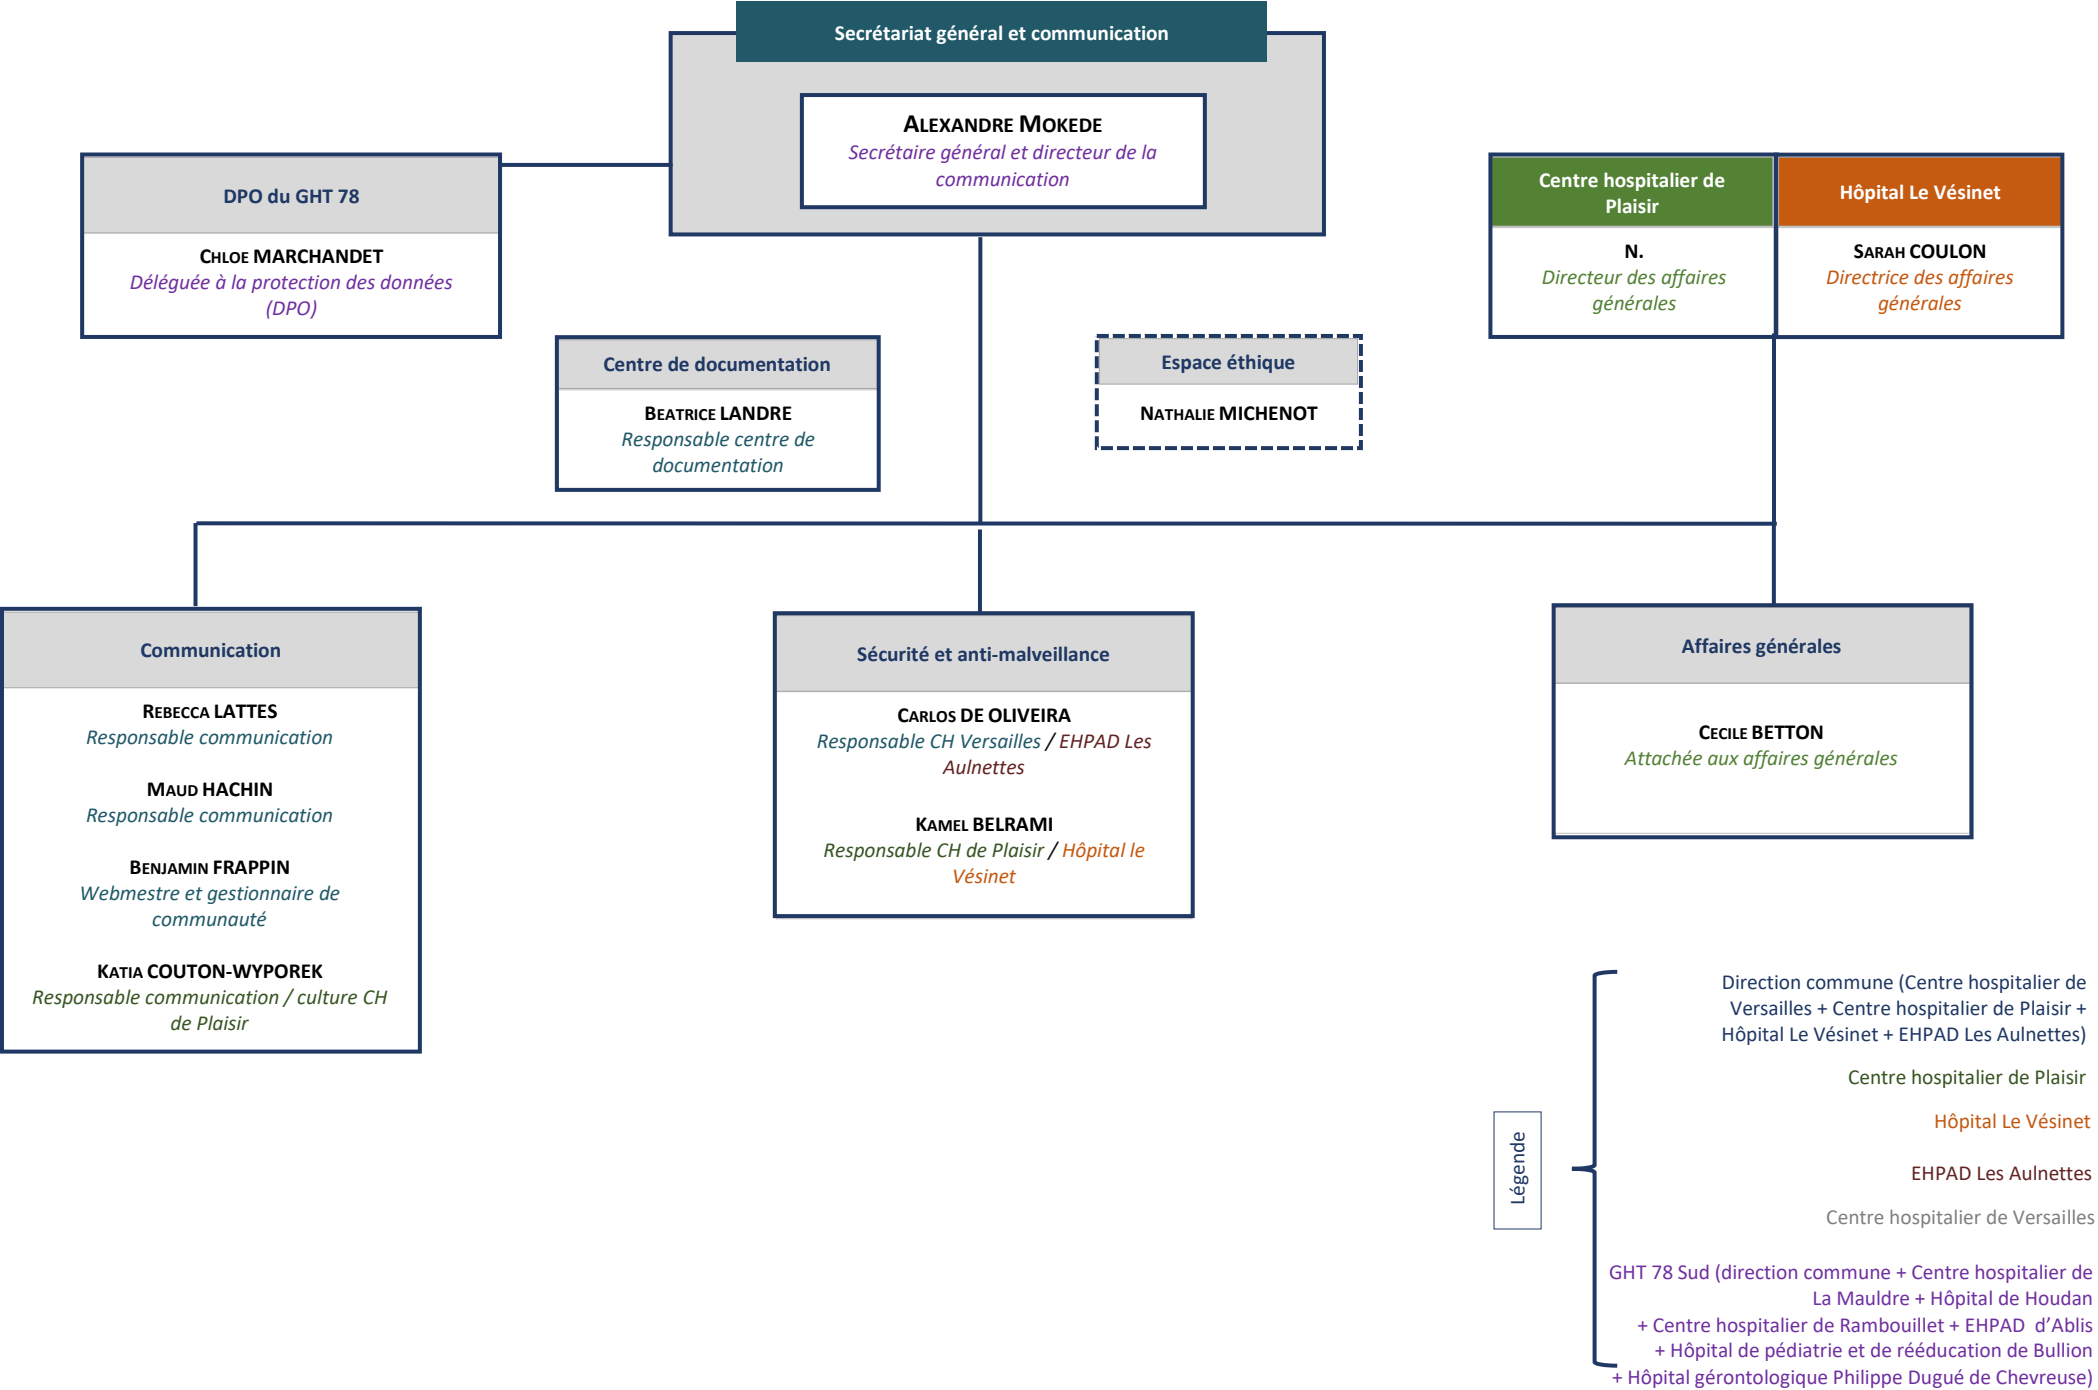 Secrétariat général et communication
ALEXANDRE MOKEDE
Secrétaire général et directeur de la
communication
DPO du GHT 78
CHLOE MARCHANDET
Déléguée à la protection des données
(DPO)
Centre hospitalier de
Plaisir
N.
Directeur des affaires
générales
Hôpital Le Vésinet
SARAH COULON
Directrice des affaires
générales
Centre de documentation
BEATRICE LANDRE
Responsable centre de
documentation
Espace éthique
NATHALIE MICHENOT
Communication
REBECCA LATTES
Responsable communication
MAUD HACHIN
Responsable communication
BENJAMIN FRAPPIN
Webmestre et gestionnaire de
communauté
KATIA COUTON-WYPOREK
Responsable communication / culture CH
de Plaisir
Sécurité et anti-malveillance
CARLOS DE OLIVEIRA
Responsable CH Versailles / EHPAD Les
Aulnettes
KAMEL BELRAMI
Responsable CH de Plaisir / Hôpital le
Vésinet
Affaires générales
CECILE BETTON
Attachée aux affaires générales
Légende
Direction commune (Centre hospitalier de
Versailles + Centre hospitalier de Plaisir +
Hôpital Le Vésinet + EHPAD Les Aulnettes)
Centre hospitalier de Plaisir
Hôpital Le Vésinet
EHPAD Les Aulnettes
Centre hospitalier de Versailles
GHT 78 Sud (direction commune + Centre hospitalier de
La Mauldre + Hôpital de Houdan
+ Centre hospitalier de Rambouillet + EHPAD d’Ablis
+ Hôpital de pédiatrie et de rééducation de Bullion
+ Hôpital gérontologique Philippe Dugué de Chevreuse)